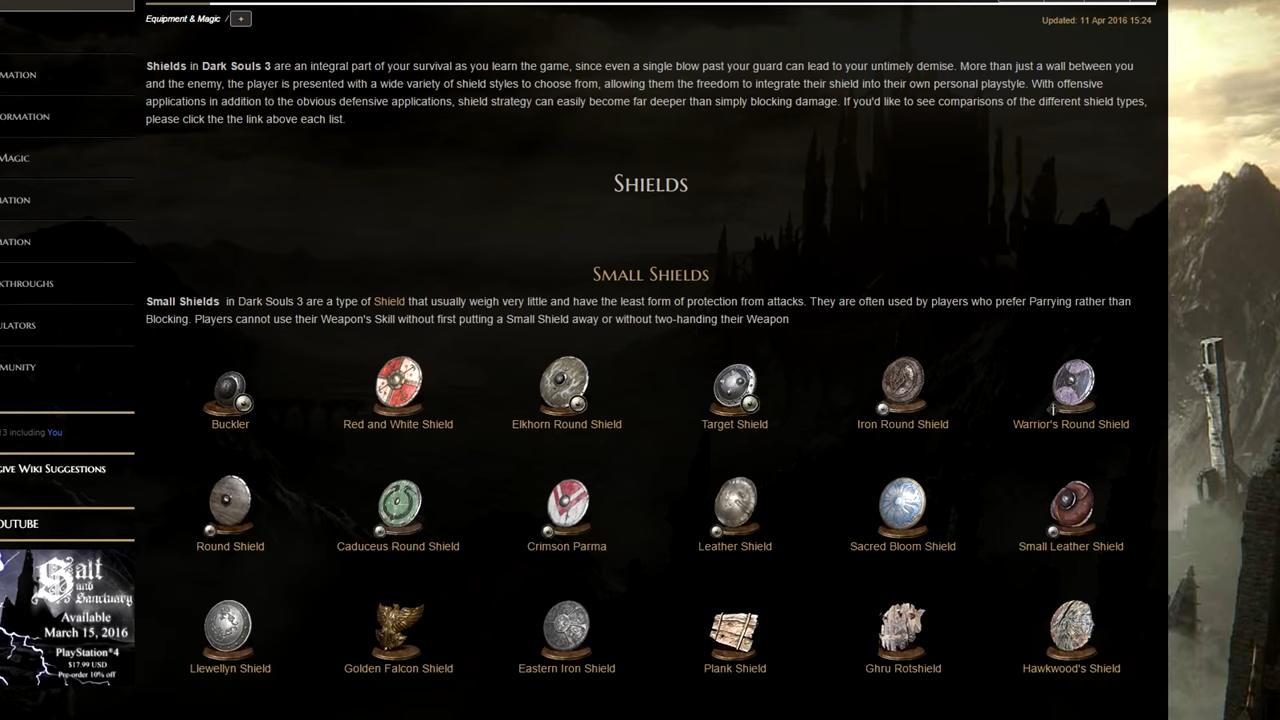 Equipment & Magic / +
Updated: 11 Apr 2016 15:24
Shields in Dark Souls 3 are an integral part of your survival as you learn the game, since even a single blow past your guard can lead to your untimely demise. More than just a wall between you
and the enemy, the player is presented with a wide variety of shield styles to choose from, allowing them the freedom to integrate their shield into their own personal playstyle. With offensive
applications in addition to the obvious defensive applications, shield strategy can easily become far deeper than simply blocking damage. If you'd like to see comparisons of the different shield types,
please click the the link above each list.
Shields
Small Shields
Small Shields in Dark Souls 3 are a type of Shield that usually weigh very little and have the least form of protection from attacks. They are often used by players who prefer Parrying rather than
Blocking. Players cannot use their Weapon's Skill without first putting a Small Shield away or without two-handing their Weapon
Buckler
Red and White Shield
Elkhorn Round Shield
Target Shield
Iron Round Shield
Warrior's Round Shield
Round Shield
Caduceus Round Shield
Crimson Parma
Leather Shield
Sacred Bloom Shield
Small Leather Shield
Llewellyn Shield
Golden Falcon Shield
Eastern Iron Shield
Plank Shield
Ghru Rotshield
Hawkwood's Shield
mation
ormation
Magic
ation
mation
kthroughs
ulators
munity
13 including You
give Wiki Suggestions
outube
Salt
and
Sanctuary
Available
March 15, 2016
PlayStation®4
$17.99 USD
Pre-order 10% off